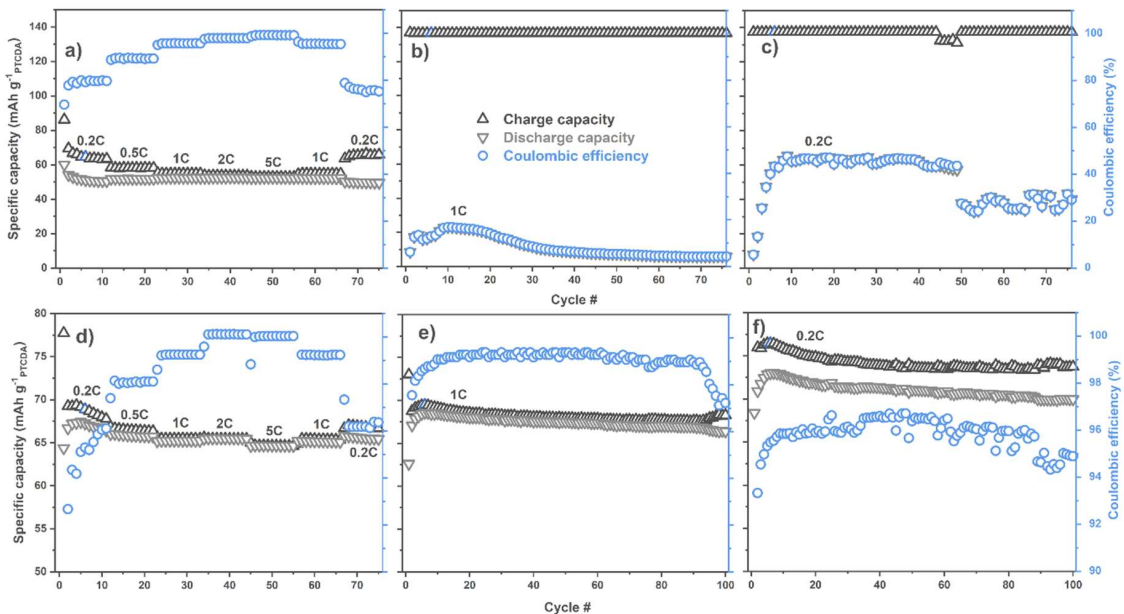 a)
b)
c)
Specific capacity (mAh g⁻¹PTCDA)
140
120
100
80
60
40
20
0
0.2C
0.5C
1C
2C
5C
1C
0.2C
Charge capacity
Discharge capacity
Coulombic efficiency
1C
0.2C
100
80
60
40
20
0
Coulombic efficiency (%)
0 10 20 30 40 50 60 70
0 10 20 30 40 50 60 70
0 10 20 30 40 50 60 70
Cycle #
d)
e)
f)
Specific capacity (mAh g⁻¹PTCDA)
80
75
70
65
60
55
50
0.2C
0.5C
1C
2C
5C
1C
0.2C
1C
0.2C
100
98
96
94
92
90
90
Coulombic efficiency (%)
0 10 20 30 40 50 60 70
0 20 40 60 80 100
0 20 40 60 80 100
Cycle #